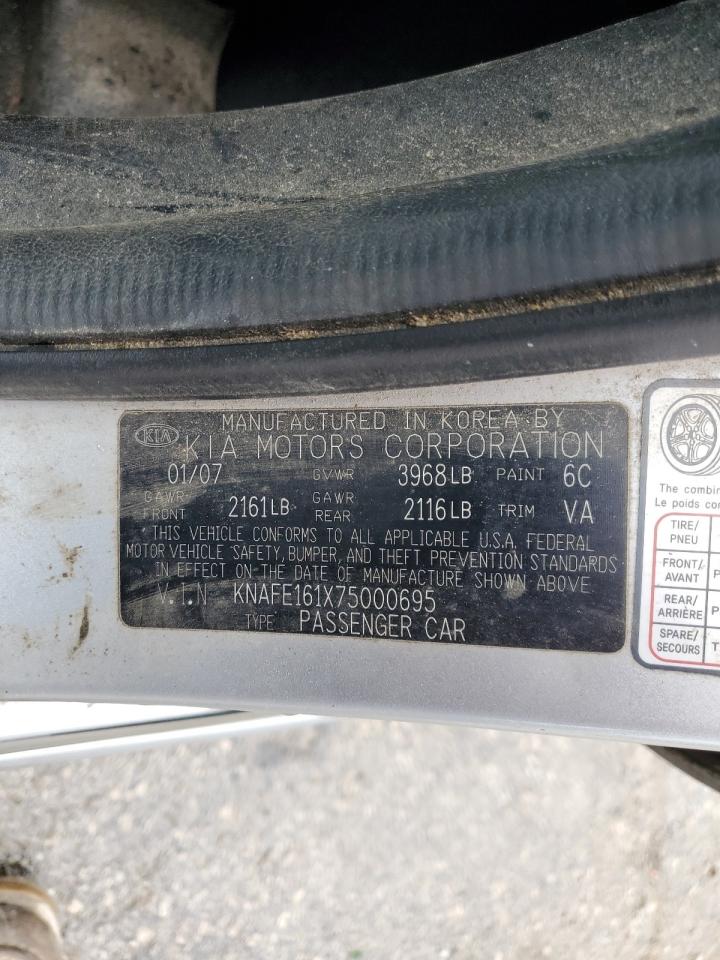 MANUFACTURED IN KOREA BY
KIA KIA MOTORS CORPORATION
01/07 GVWR 3968LB PAINT 6C
GAWR FRONT 2161LB GAWR REAR 2116LB TRIM VA
THIS VEHICLE CONFORMS TO ALL APPLICABLE U.S.A. FEDERAL
MOTOR VEHICLE SAFETY, BUMPER, AND THEFT PREVENTION STANDARDS
IN EFFECT ON THE DATE OF MANUFACTURE SHOWN ABOVE
V.I.N KNAFE161X75000695
TYPE PASSENGER CAR
The combin
Le poids co
TIRE/
PNEU
FRONT/
AVANT P
REAR/
ARRIÈRE P
SPARE/
SECOURS T